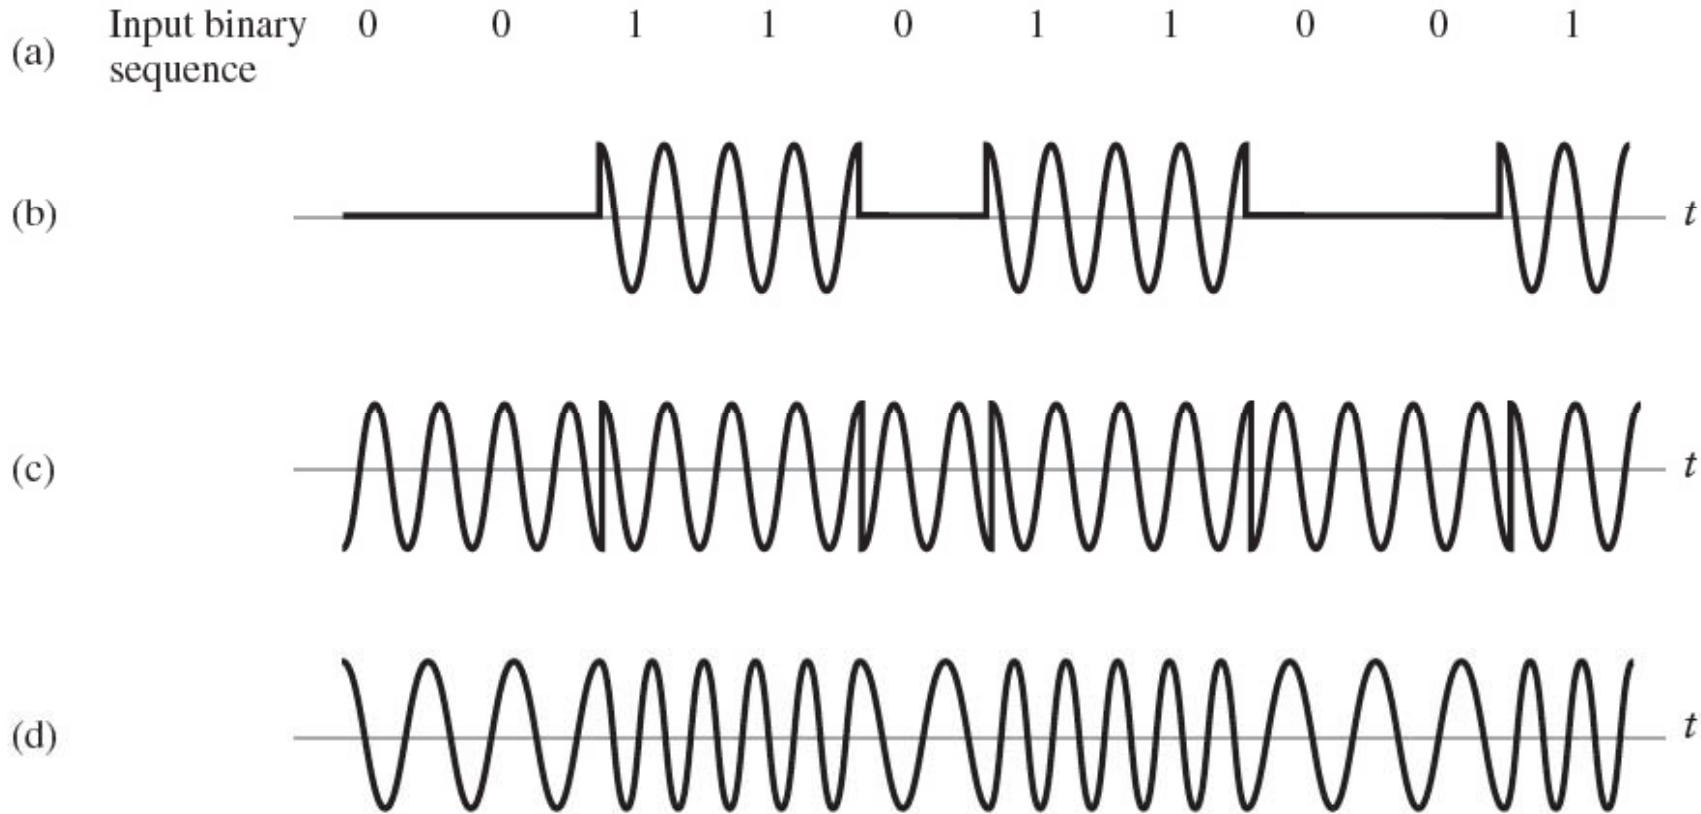 (a) Input binary sequence 0 0 1 1 0 1 1 0 0 1
(b) t
(c) t
(d) t